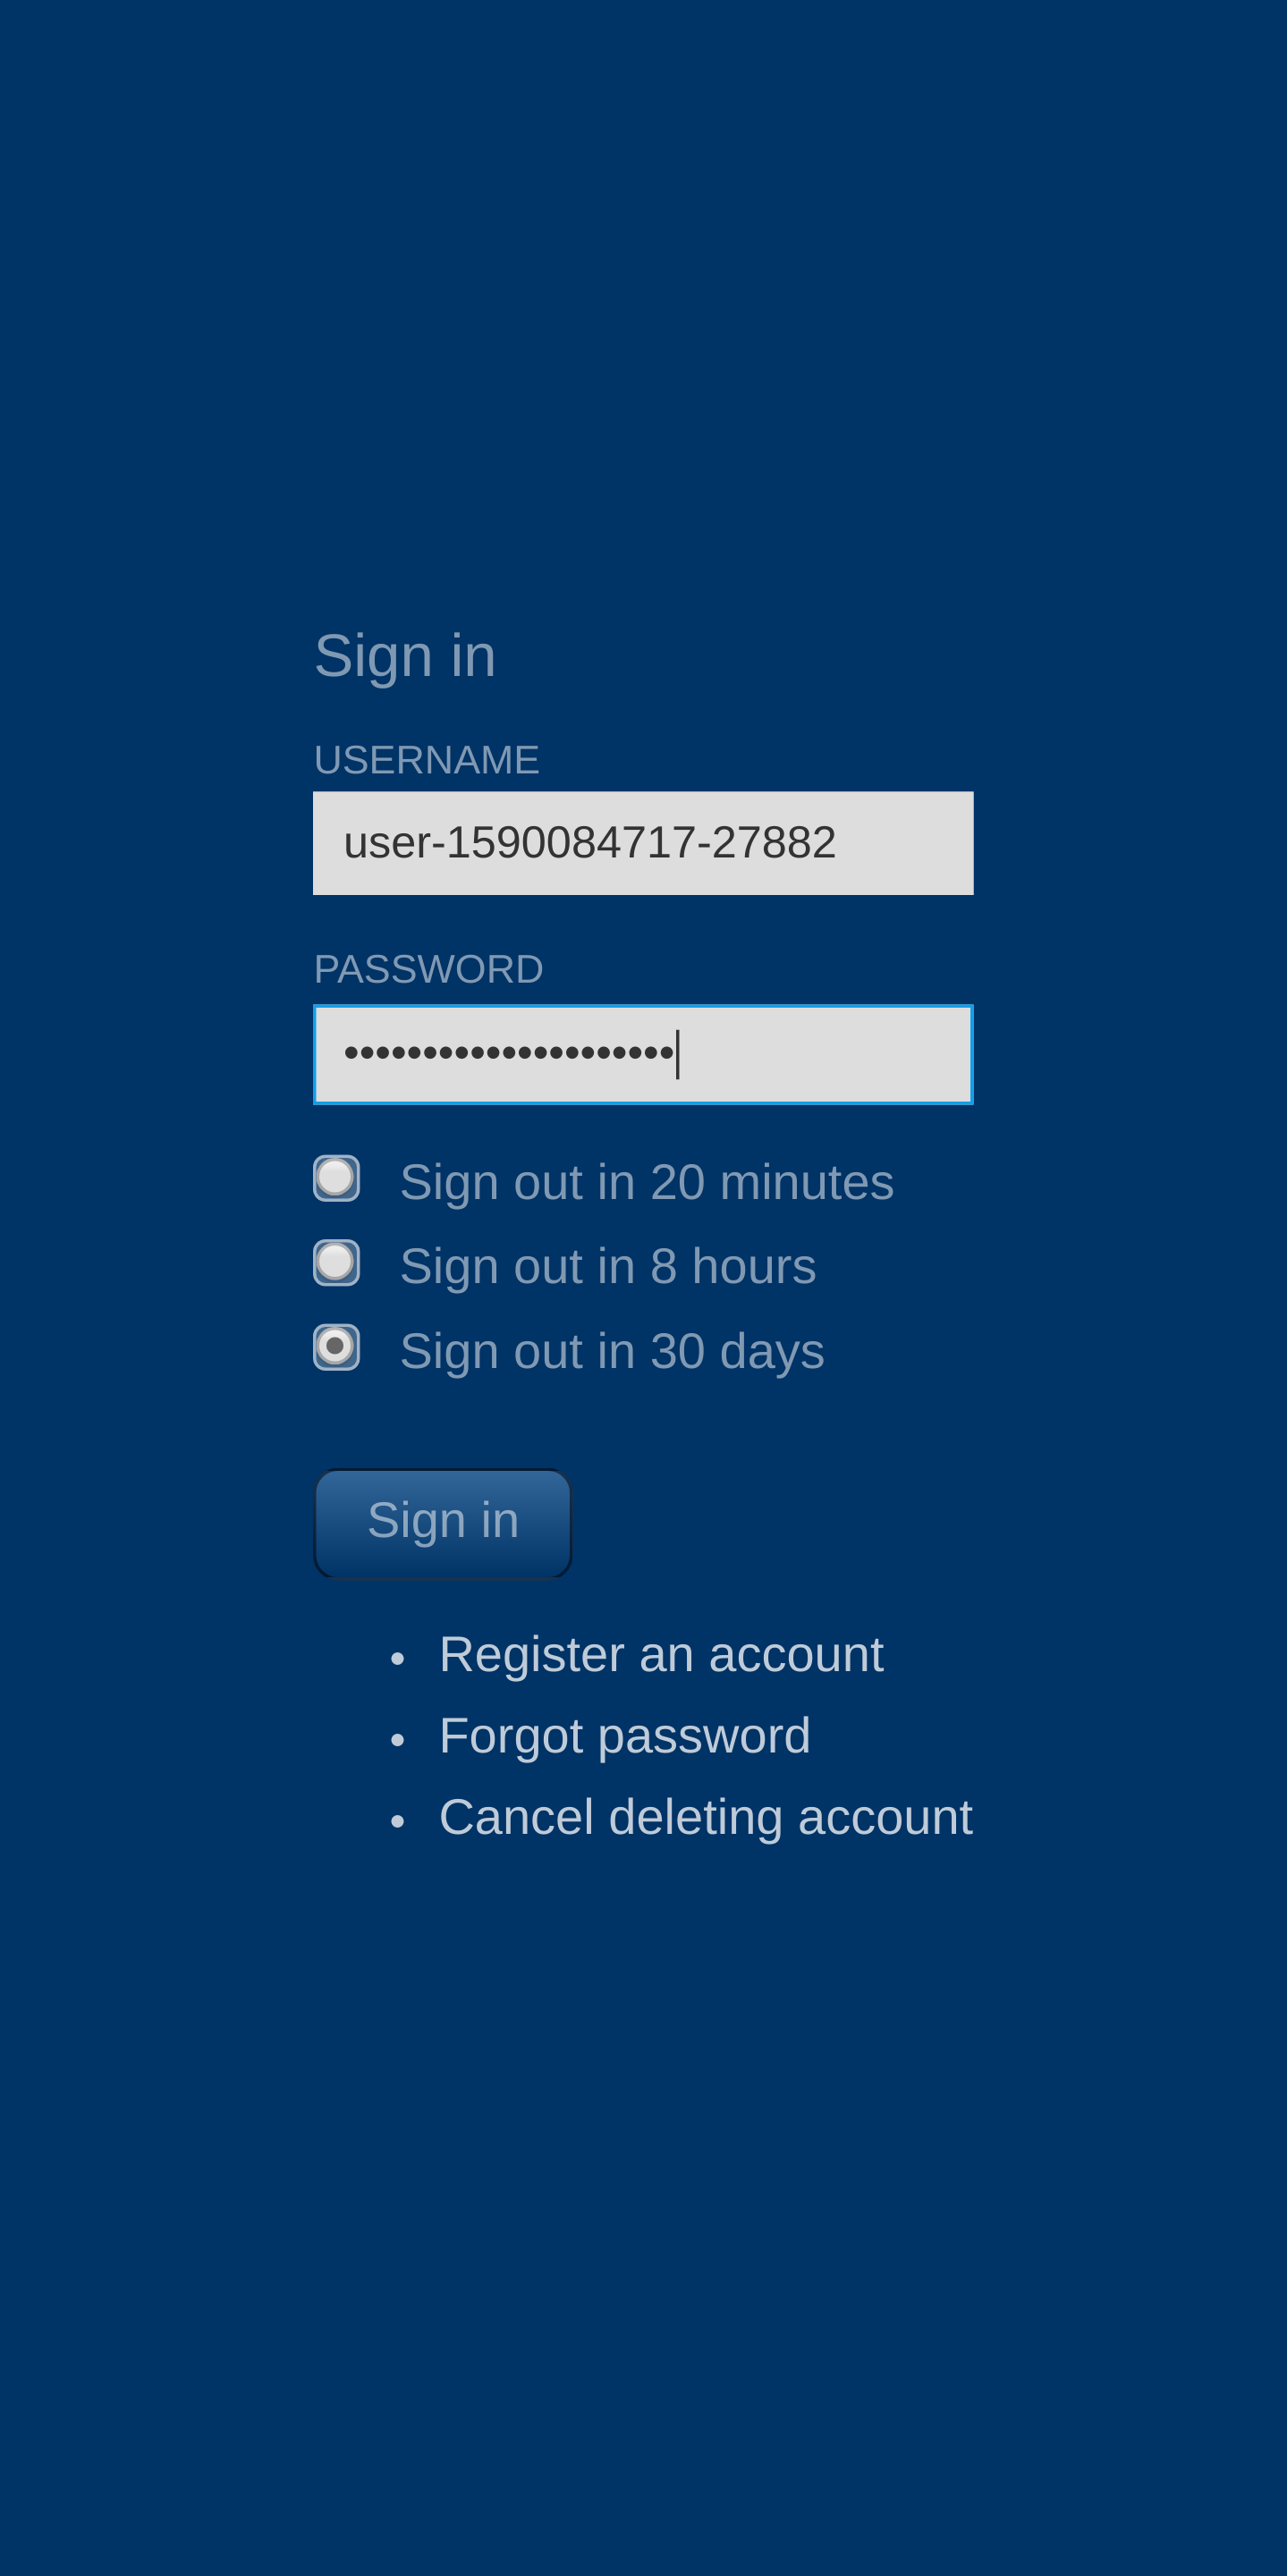 Sign in
USERNAME
user-1590084717-27882
PASSWORD
•••••••••••••••••••••
Sign out in 20 minutes
Sign out in 8 hours
Sign out in 30 days
Sign in
• Register an account
• Forgot password
• Cancel deleting account